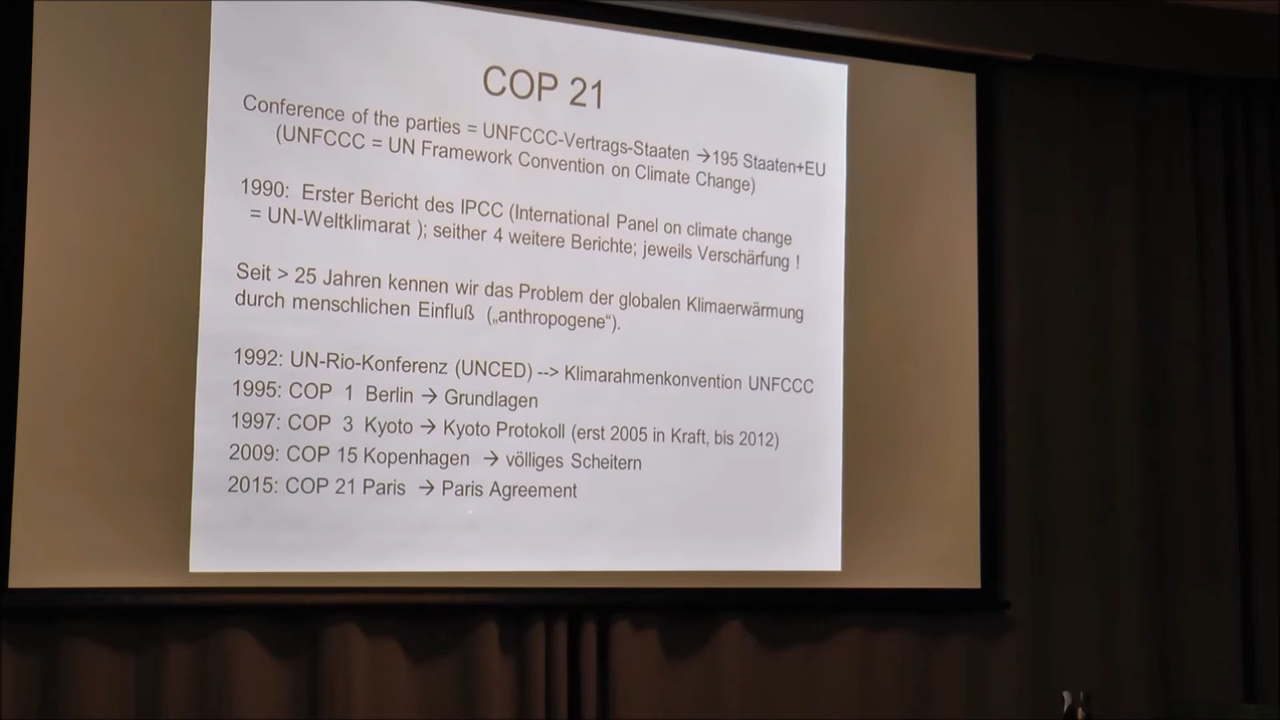 COP 21
Conference of the parties = UNFCCC-Vertrags-Staaten →195 Staaten+EU
(UNFCCC = UN Framework Convention on Climate Change)
1990: Erster Bericht des IPCC (International Panel on climate change
= UN-Weltklimarat ); seither 4 weitere Berichte; jeweils Verschärfung !
Seit > 25 Jahren kennen wir das Problem der globalen Klimaerwärmung
durch menschlichen Einfluß („anthropogene“).
1992: UN-Rio-Konferenz (UNCED) --> Klimarahmenkonvention UNFCCC
1995: COP 1 Berlin → Grundlagen
1997: COP 3 Kyoto → Kyoto Protokoll (erst 2005 in Kraft, bis 2012)
2009: COP 15 Kopenhagen → völliges Scheitern
2015: COP 21 Paris → Paris Agreement